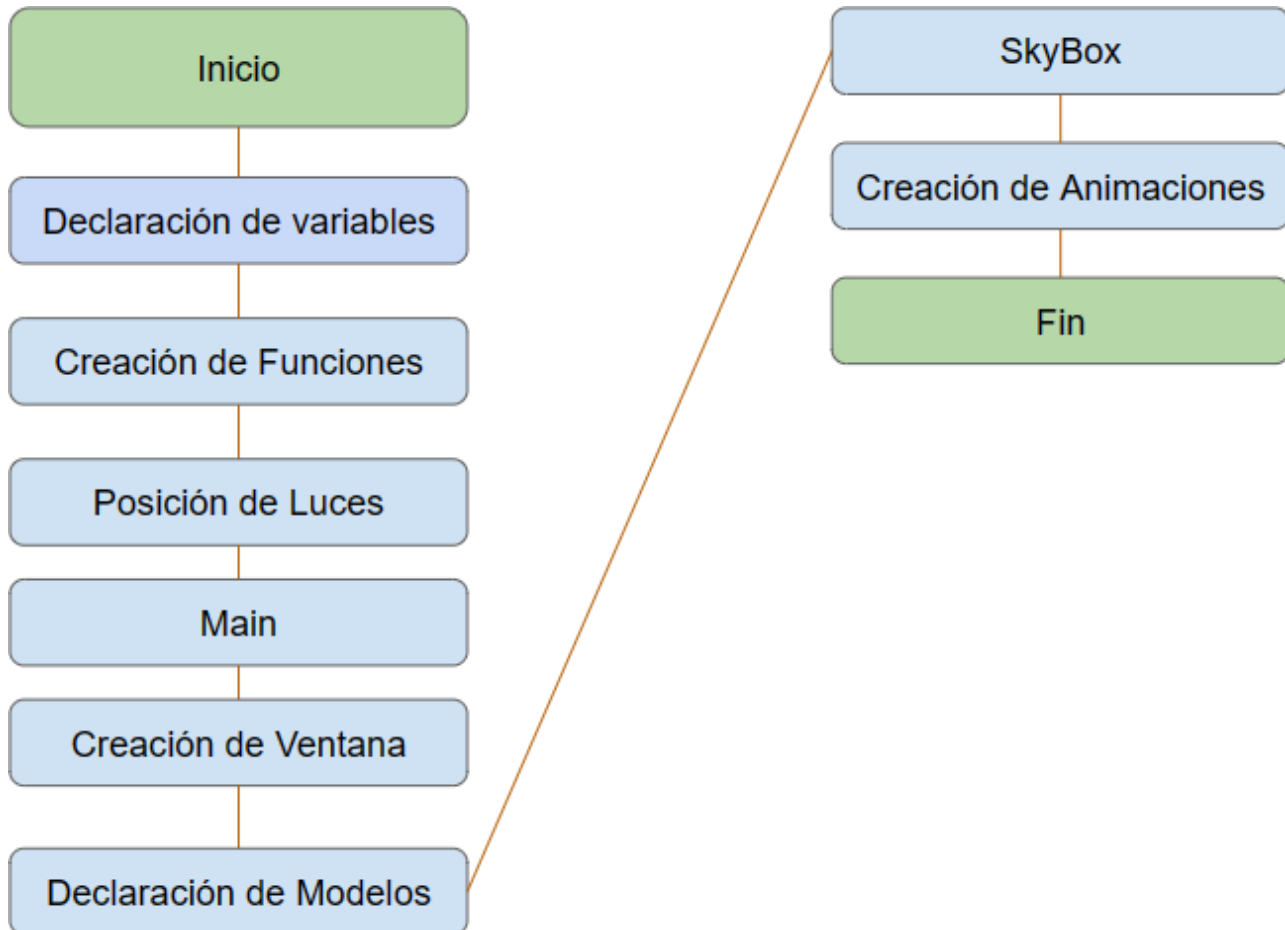 Inicio
Declaración de variables
Creación de Funciones
Posición de Luces
Main
Creación de Ventana
Declaración de Modelos
SkyBox
Creación de Animaciones
Fin